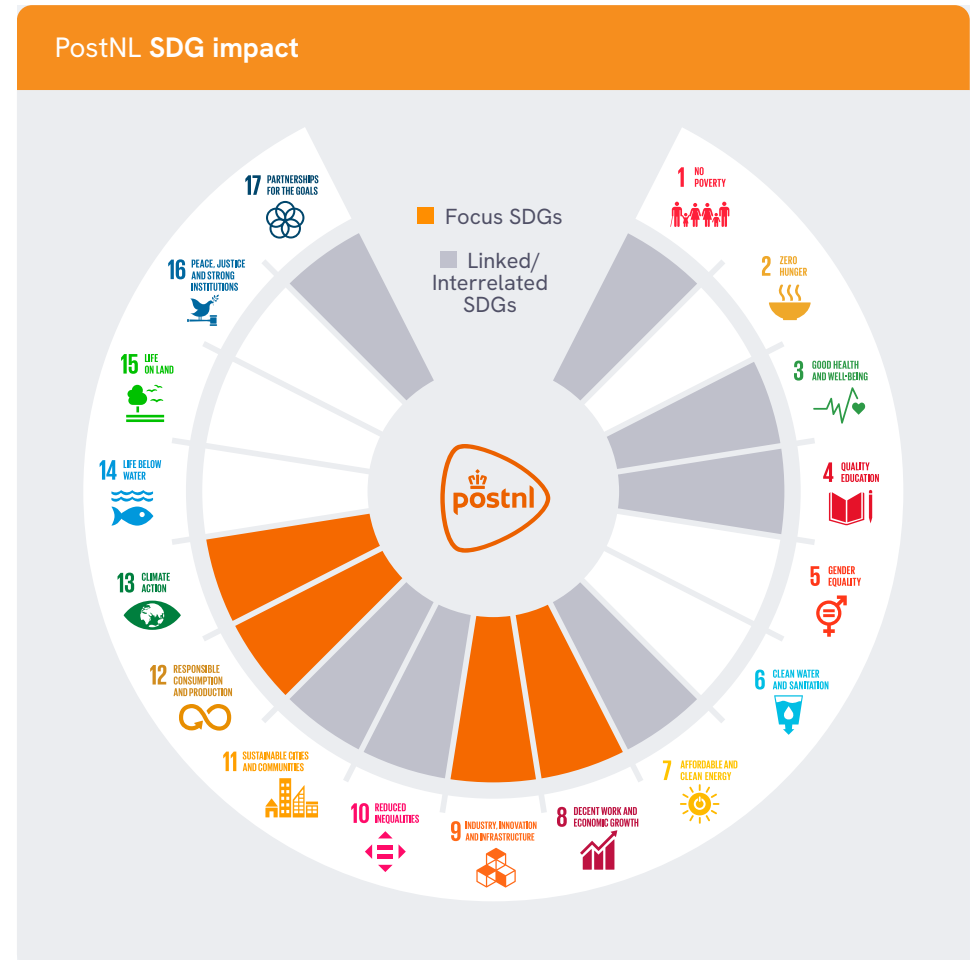 PostNL SDG impact
Focus SDGs
Linked/
Interrelated
SDGs
1 NO
POVERTY
2 ZERO
HUNGER
3 GOOD HEALTH
AND WELL-BEING
4 QUALITY
EDUCATION
5 GENDER
EQUALITY
6 CLEAN WATER
AND SANITATION
7 AFFORDABLE AND
CLEAN ENERGY
8 DECENT WORK AND
ECONOMIC GROWTH
9 INDUSTRY, INNOVATION
AND INFRASTRUCTURE
10 REDUCED
INEQUALITIES
11 SUSTAINABLE CITIES
AND COMMUNITIES
12 RESPONSIBLE
CONSUMPTION
AND PRODUCTION
13 CLIMATE
ACTION
14 LIFE BELOW
WATER
15 LIFE
ON LAND
16 PEACE, JUSTICE
AND STRONG
INSTITUTIONS
17 PARTNERSHIPS
FOR THE GOALS
postnl